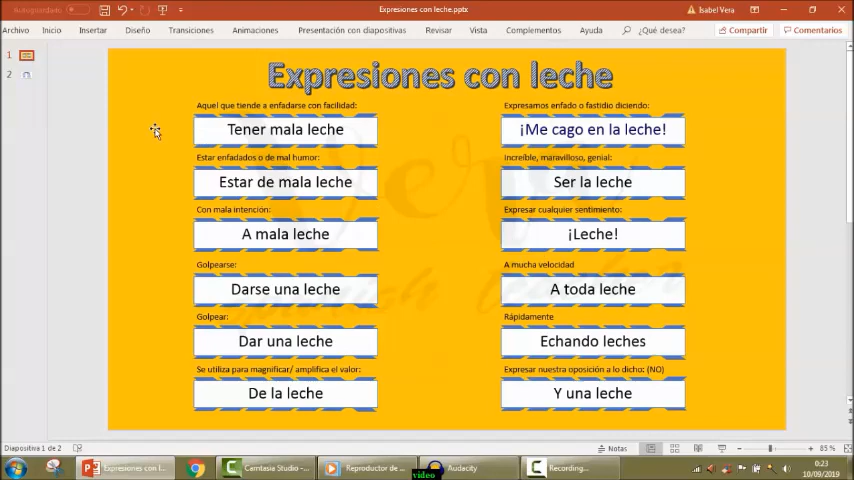 Autoguardado
Expresiones con leche.pptx
Isabel Vera
Archivo Inicio Insertar Diseño Transiciones Animaciones Presentación con diapositivas Revisar Vista Complementos Ayuda ¿Qué desea? Compartir Comentarios
1
2
Expresiones con leche
Aquel que tiende a enfadarse con facilidad:
Tener mala leche
Estar enfadados o de mal humor:
Estar de mala leche
Con mala intención:
A mala leche
Golpearse:
Darse una leche
Golpear:
Dar una leche
Se utiliza para magnificar/ amplifica el valor:
De la leche
Expresamos enfado o fastidio diciendo:
¡Me cago en la leche!
Increíble, maravilloso, genial:
Ser la leche
Expresar cualquier sentimiento:
¡Leche!
A mucha velocidad
A toda leche
Rápidamente
Echando leches
Expresar nuestra oposición a lo dicho: (NO)
Y una leche
Diapositiva 1 de 2
Notas
85 %
Expresiones con l...
Camtasia Studio -...
Reproductor de ...
Audacity
Recording...
video
0:23
10/09/2019